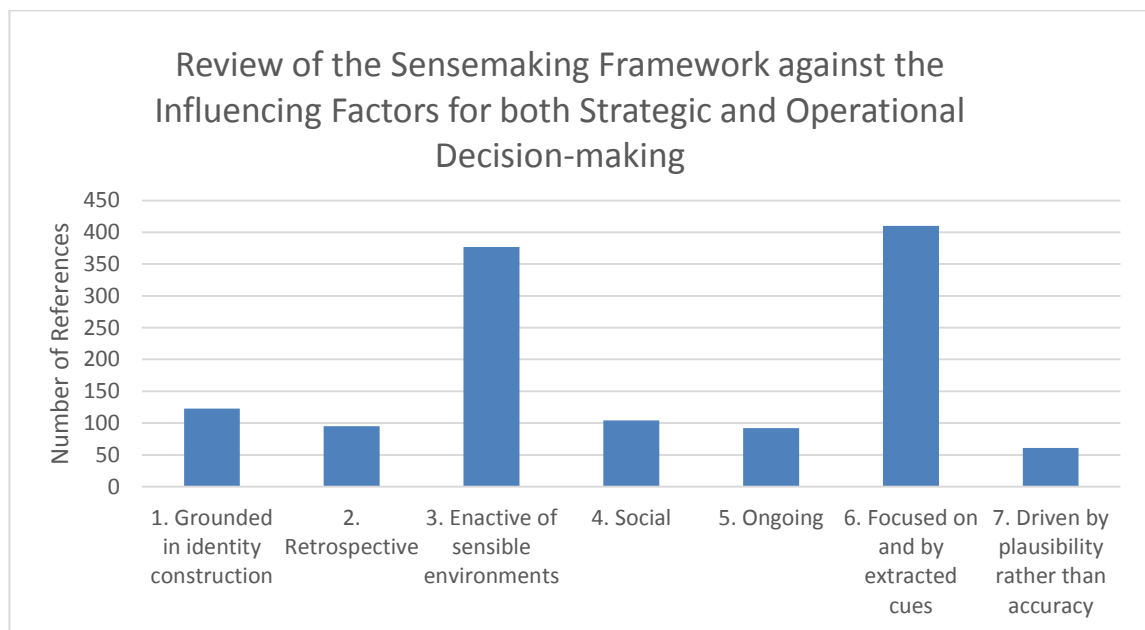 Review of the Sensemaking Framework against the
Influencing Factors for both Strategic and Operational
Decision-making
Number of References
450
400
350
300
250
200
150
100
50
0
1. Grounded
in identity
construction
2.
Retrospective
3. Enactive of
sensible
environments
4. Social
5. Ongoing
6. Focused on
and by
extracted
cues
7. Driven by
plausibility
rather than
accuracy